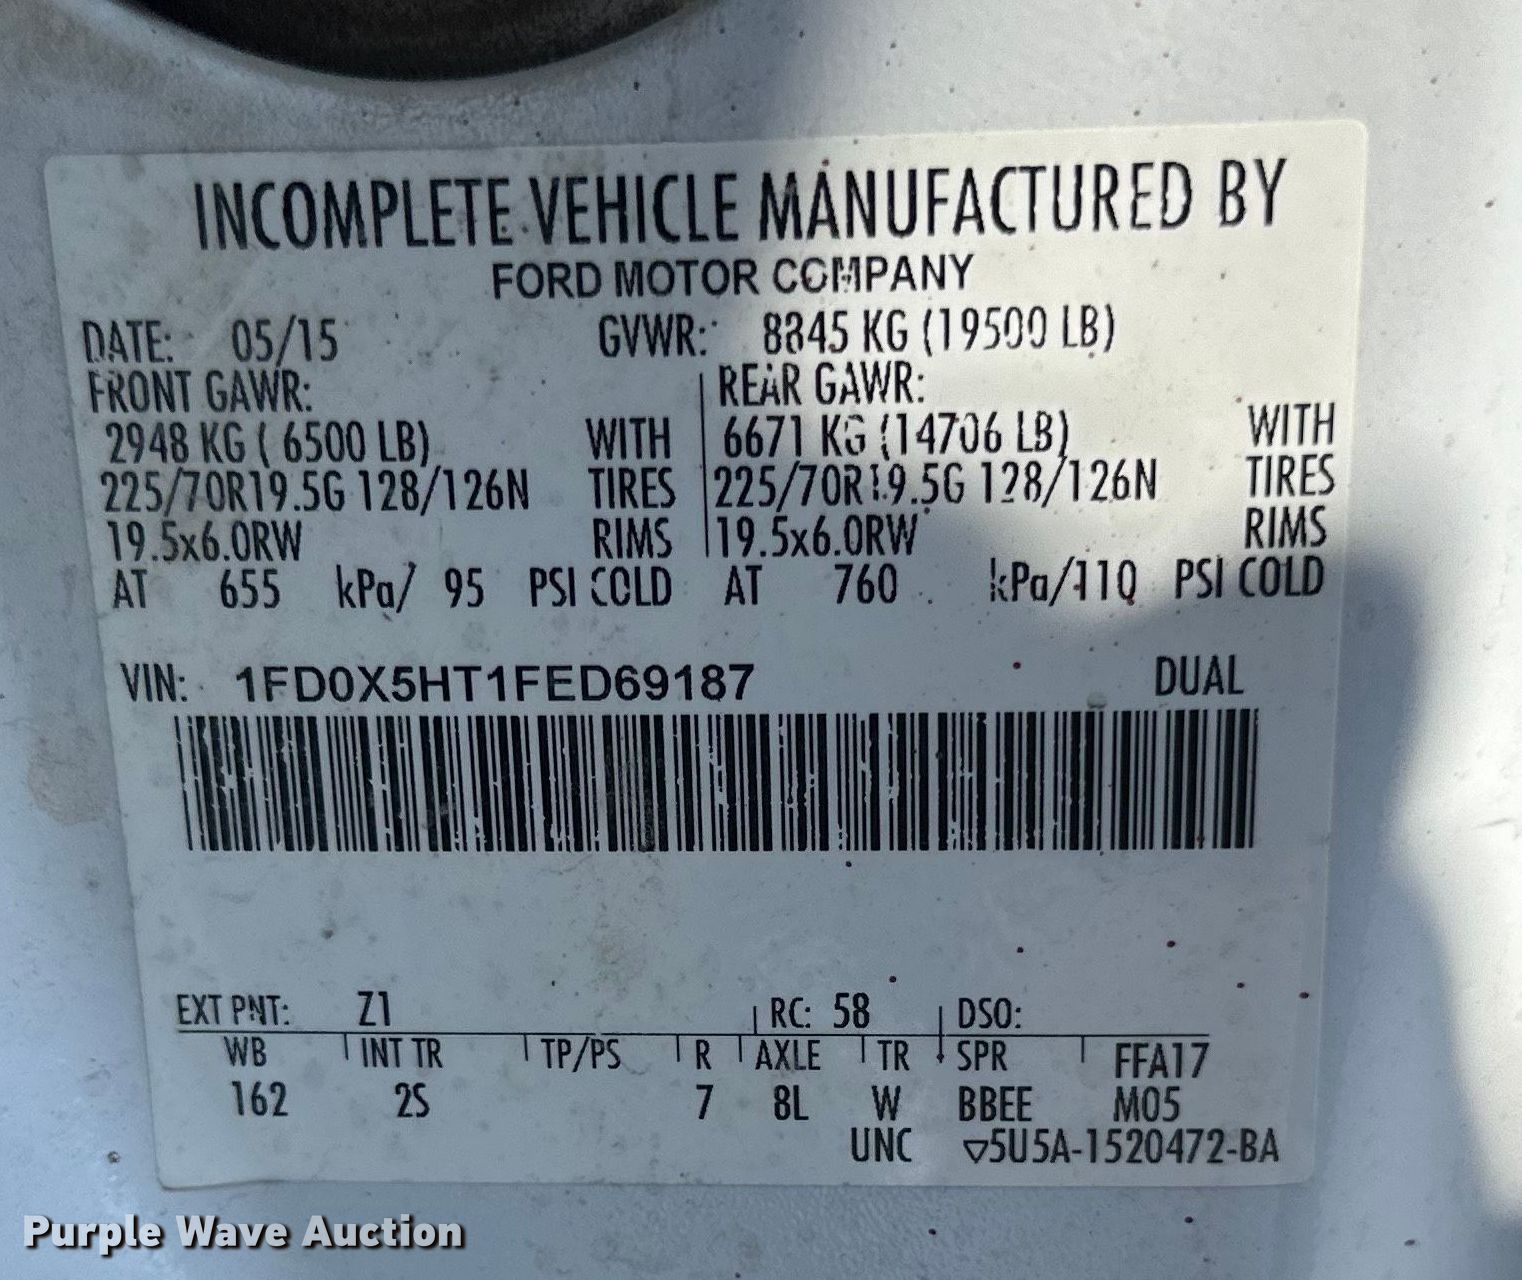 INCOMPLETE VEHICLE MANUFACTURED BY
FORD MOTOR COMPANY
DATE: 05/15 GVWR: 8845 KG (19500 LB)
FRONT GAWR: REAR GAWR:
2948 KG ( 6500 LB) WITH 6671 KG (14706 LB) WITH
225/70R19.5G 128/126N TIRES 225/70R19.5G 128/126N TIRES
19.5x6.0RW RIMS 19.5x6.0RW RIMS
AT 655 kPa/ 95 PSI COLD AT 760 kPa/110 PSI COLD
VIN: 1FD0X5HT1FED69187 DUAL
EXT PNT: Z1 RC: 58 DSO:
WB INT TR TP/PS R AXLE TR SPR FFA17
162 2S 7 8L W BBEE M05
UNC ▽5U5A-1520472-BA
Purple Wave Auction